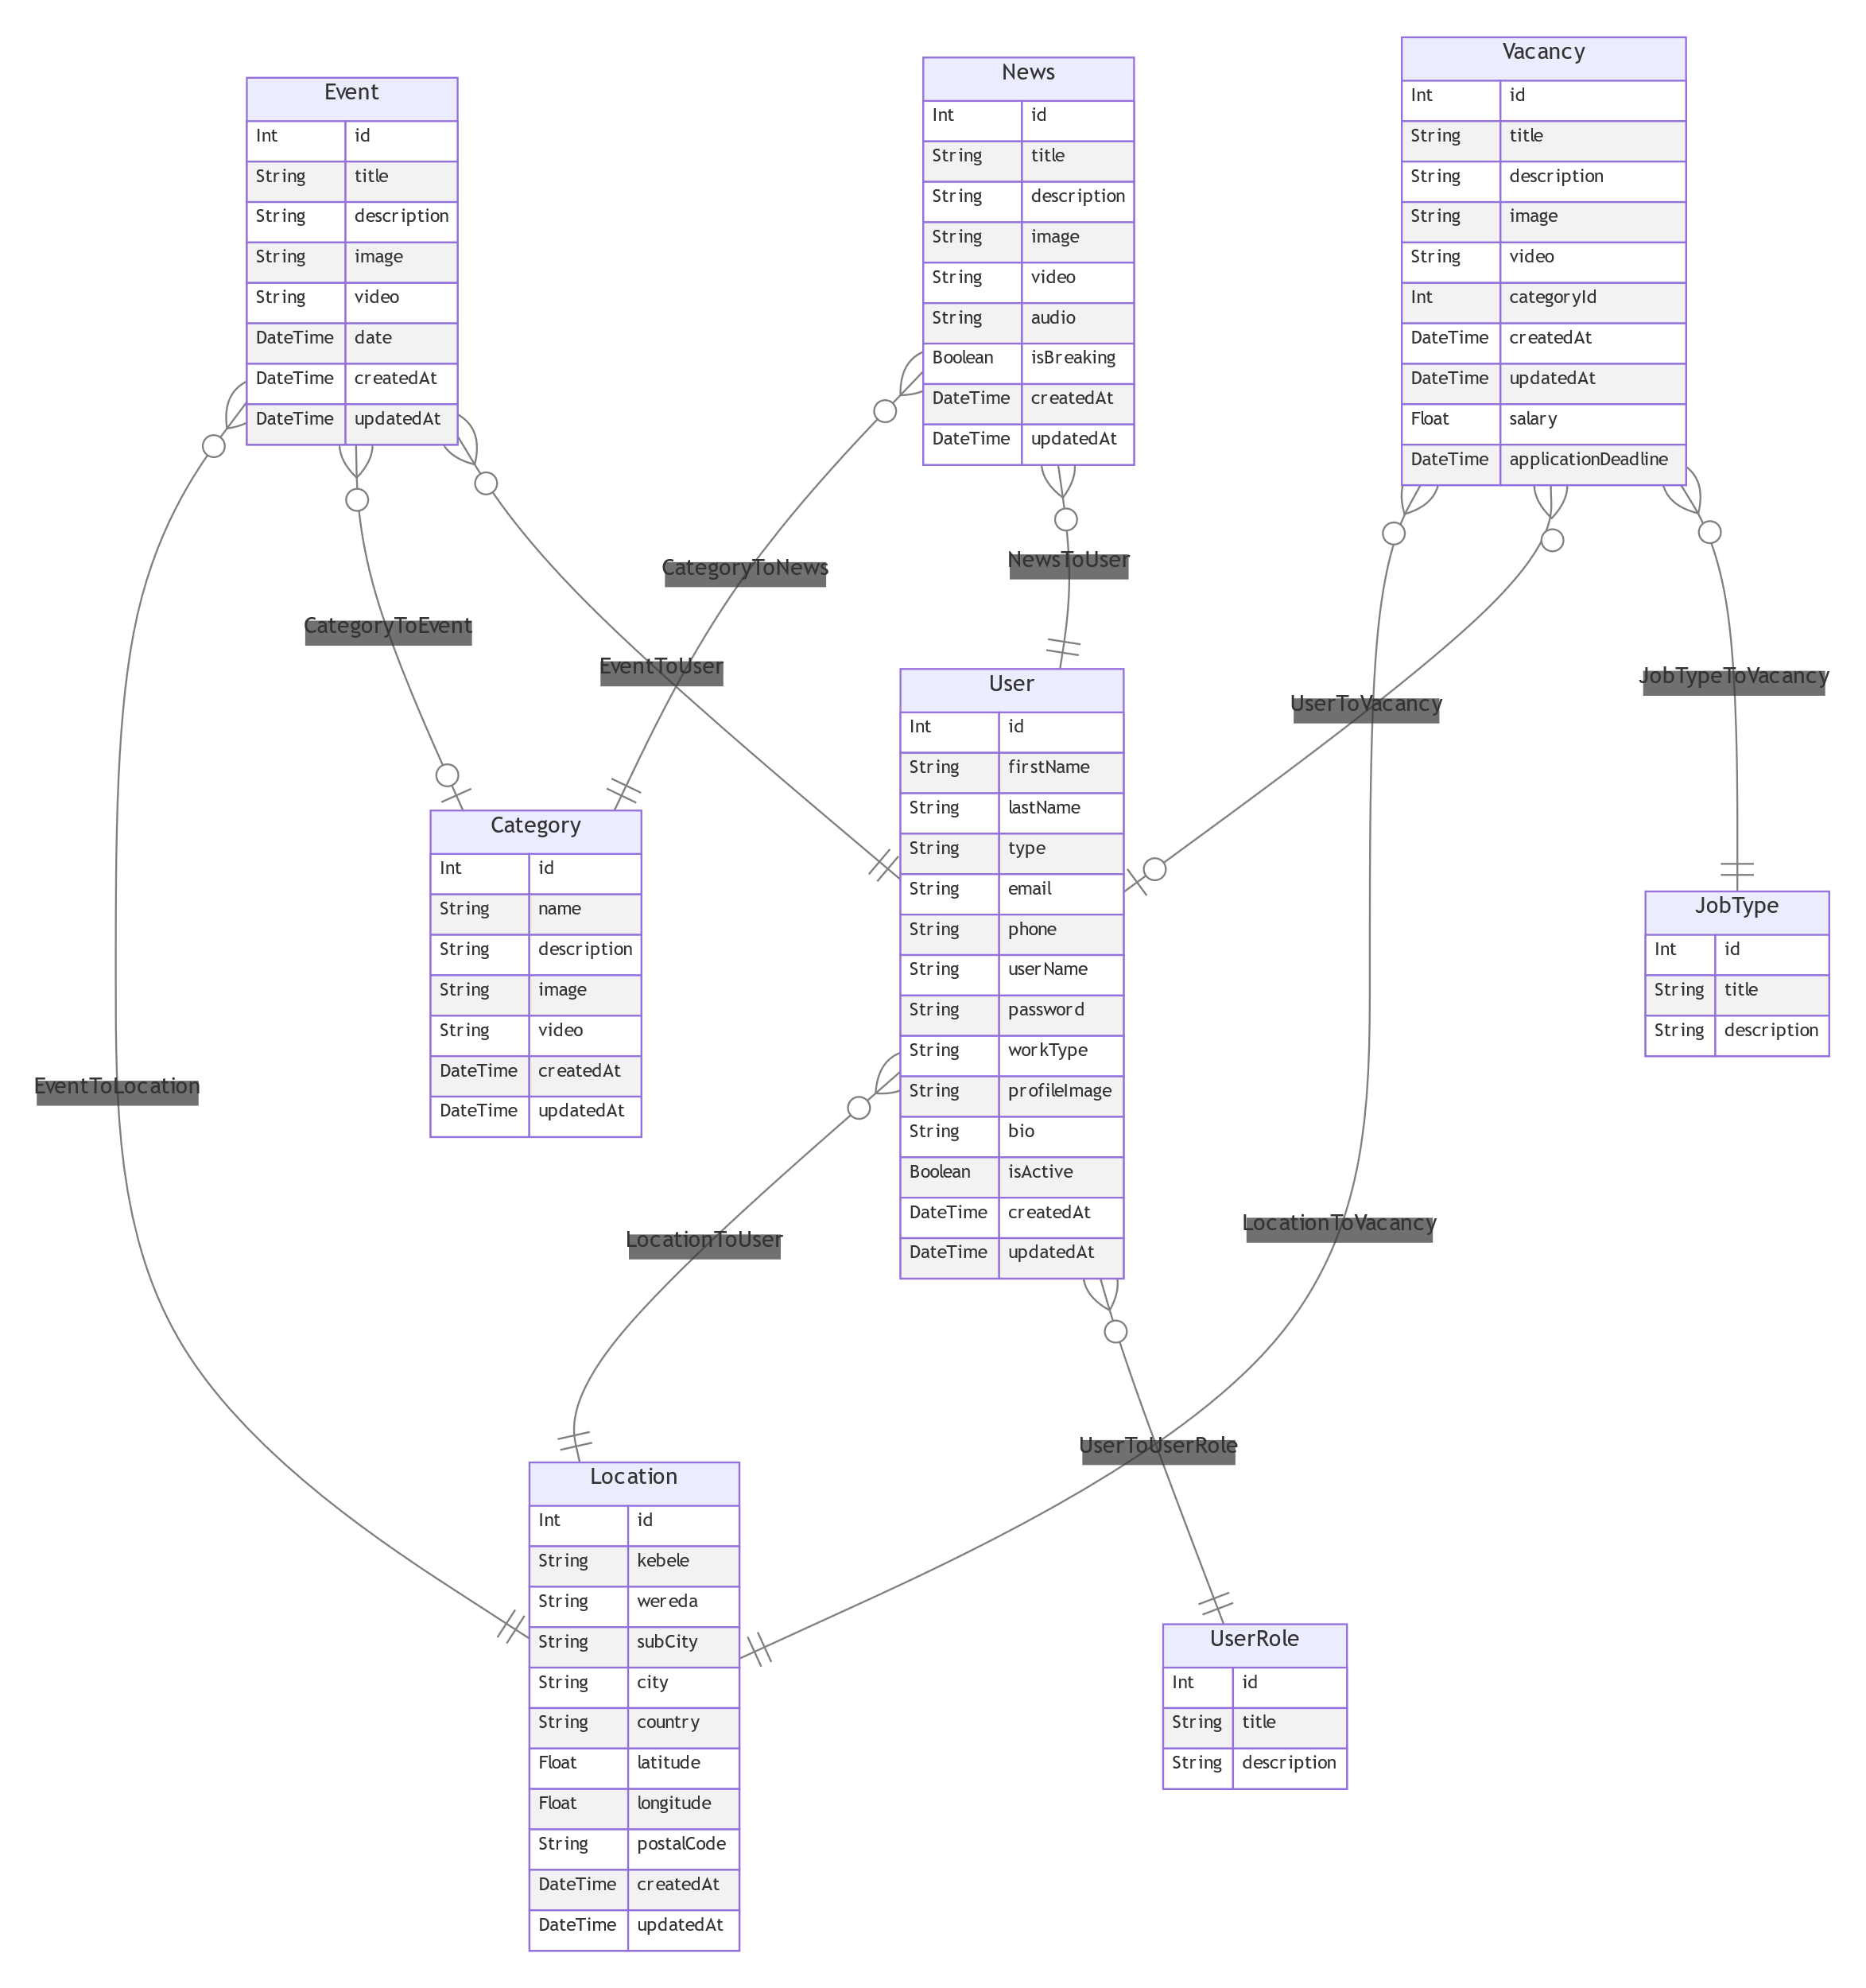 Event
Int id
String title
String description
String image
String video
DateTime date
DateTime createdAt
DateTime updatedAt
News
Int id
String title
String description
String image
String video
String audio
Boolean isBreaking
DateTime createdAt
DateTime updatedAt
Vacancy
Int id
String title
String description
String image
String video
Int categoryId
DateTime createdAt
DateTime updatedAt
Float salary
DateTime applicationDeadline
CategoryToNews
NewsToUser
CategoryToEvent
EventToUser
UserToVacancy
JobTypeToVacancy
User
Int id
String firstName
String lastName
String type
String email
String phone
String userName
String password
String workType
String profileImage
String bio
Boolean isActive
DateTime createdAt
DateTime updatedAt
Category
Int id
String name
String description
String image
String video
DateTime createdAt
DateTime updatedAt
JobType
Int id
String title
String description
EventToLocation
LocationToUser
LocationToVacancy
UserToUserRole
Location
Int id
String kebele
String wereda
String subCity
String city
String country
Float latitude
Float longitude
String postalCode
DateTime createdAt
DateTime updatedAt
UserRole
Int id
String title
String description